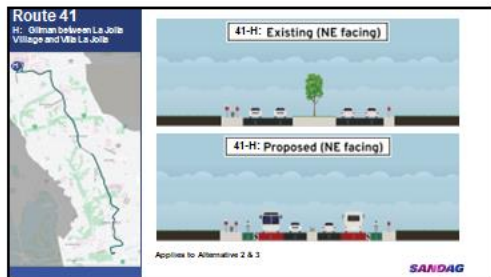 Route 41
H: Gilman between La Jolla
Village and Villa La Jolla
41-H: Existing (NE facing)
41-H: Proposed (NE facing)
Applies to Alternative 2 & 3
SANDAG